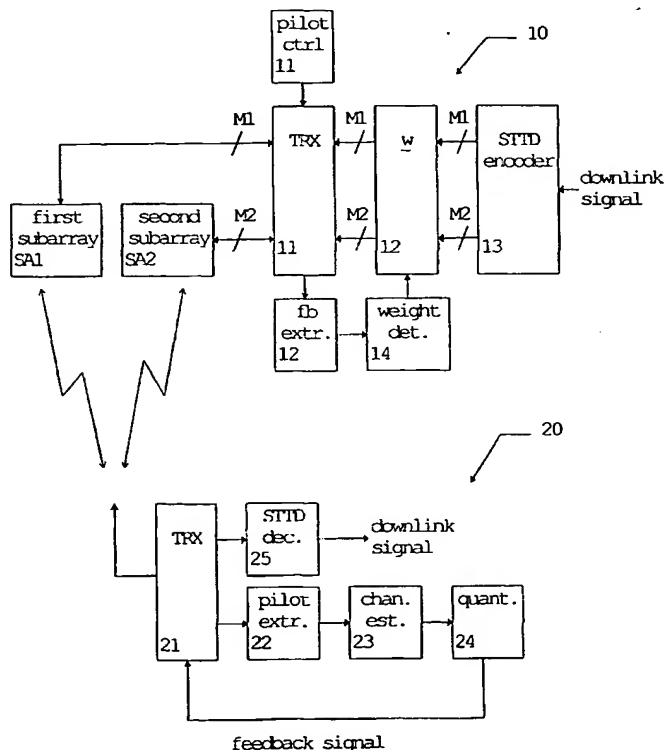 pilot
ctrl
11
10
M1
M1
M1
TRX
w
STTD
encoder
downlink
signal
first
subarray
SA1
second
subarray
SA2
M2
M2
M2
11
12
13
fb
extr.
12
weight
det.
14
20
TRX
21
STTD
dec.
25
downlink
signal
pilot
extr.
22
chan.
est.
23
quant.
24
feedback signal